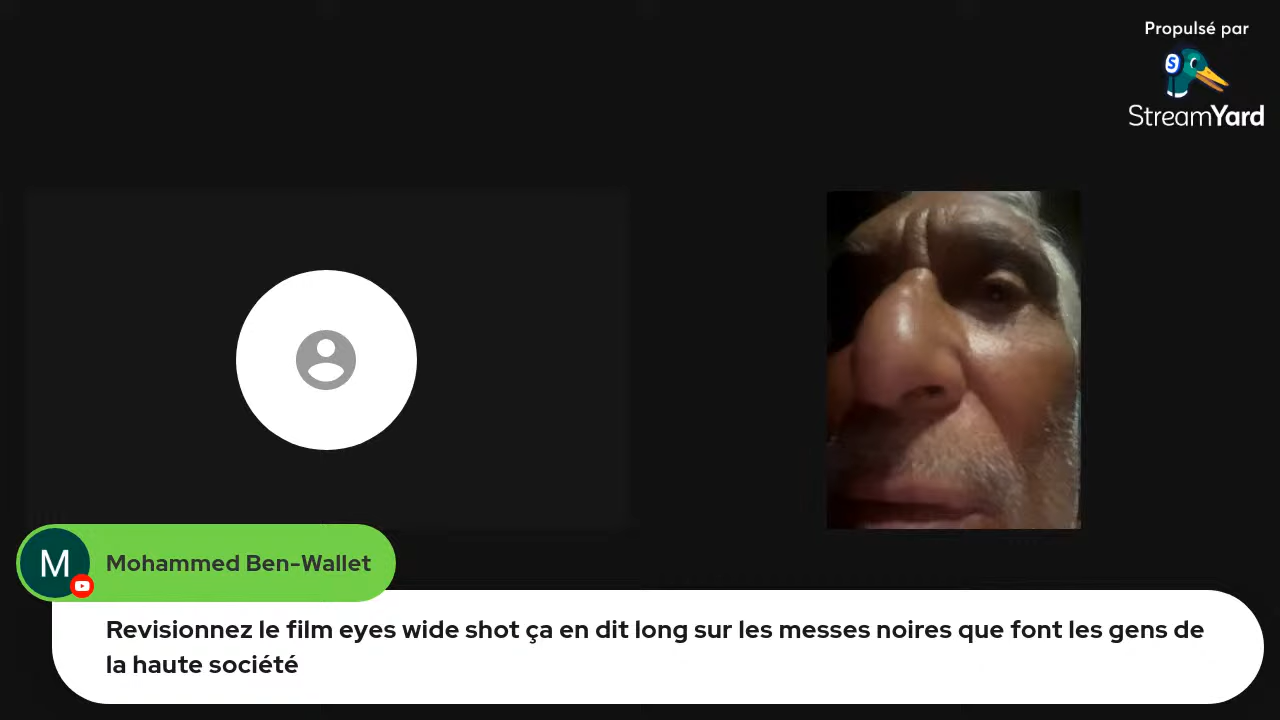 Propulsé par
S
StreamYard
M
Mohammed Ben-Wallet
Revisionnez le film eyes wide shot ça en dit long sur les messes noires que font les gens de
la haute société